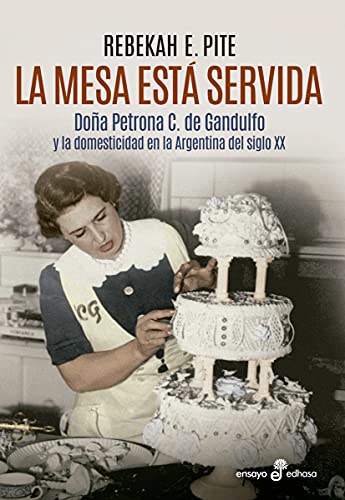 REBEKAH E. PITE
LA MESA ESTÁ SERVIDA
Doña Petrona C. de Gandulfo
y la domesticidad en la Argentina del siglo XX
CG
ensayo edhasa